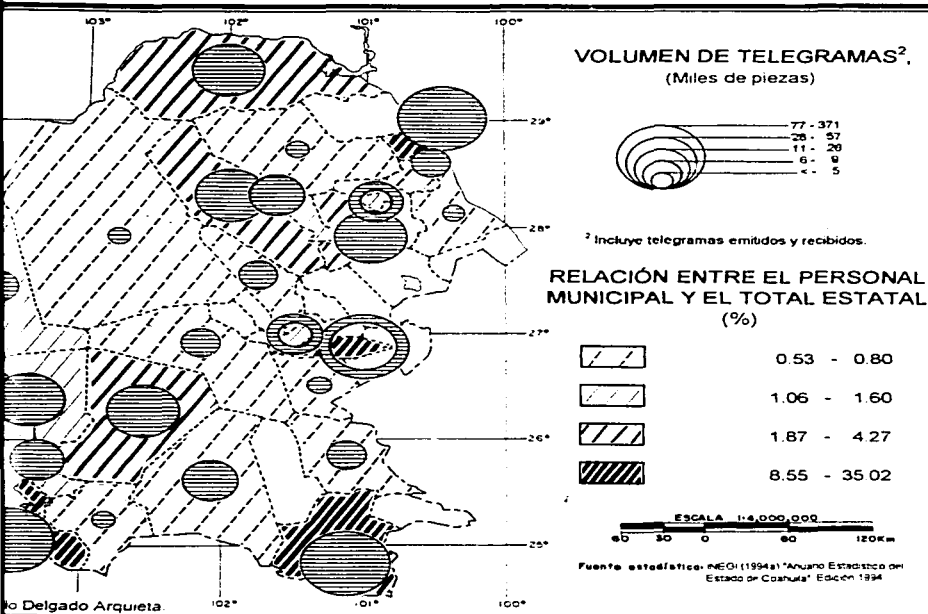 103° 102° 101° 100°
29°
28°
27°
26°
25°
102° 101° 100°
lo Delgado Arquieta.
VOLUMEN DE TELEGRAMAS²,
(Miles de piezas)
77 - 371
28 - 57
11 - 26
6 - 9
< - 5
² Incluye telegramas emitidos y recibidos.
RELACIÓN ENTRE EL PERSONAL
MUNICIPAL Y EL TOTAL ESTATAL
(%)
0.53 - 0.80
1.06 - 1.60
1.87 - 4.27
8.55 - 35.02
ESCALA 1:4,000,000
60 30 0 60 120Km
Fuente estadística: INEGI (1994a) "Anuario Estadístico del
Estado de Coahuila" Edición 1994